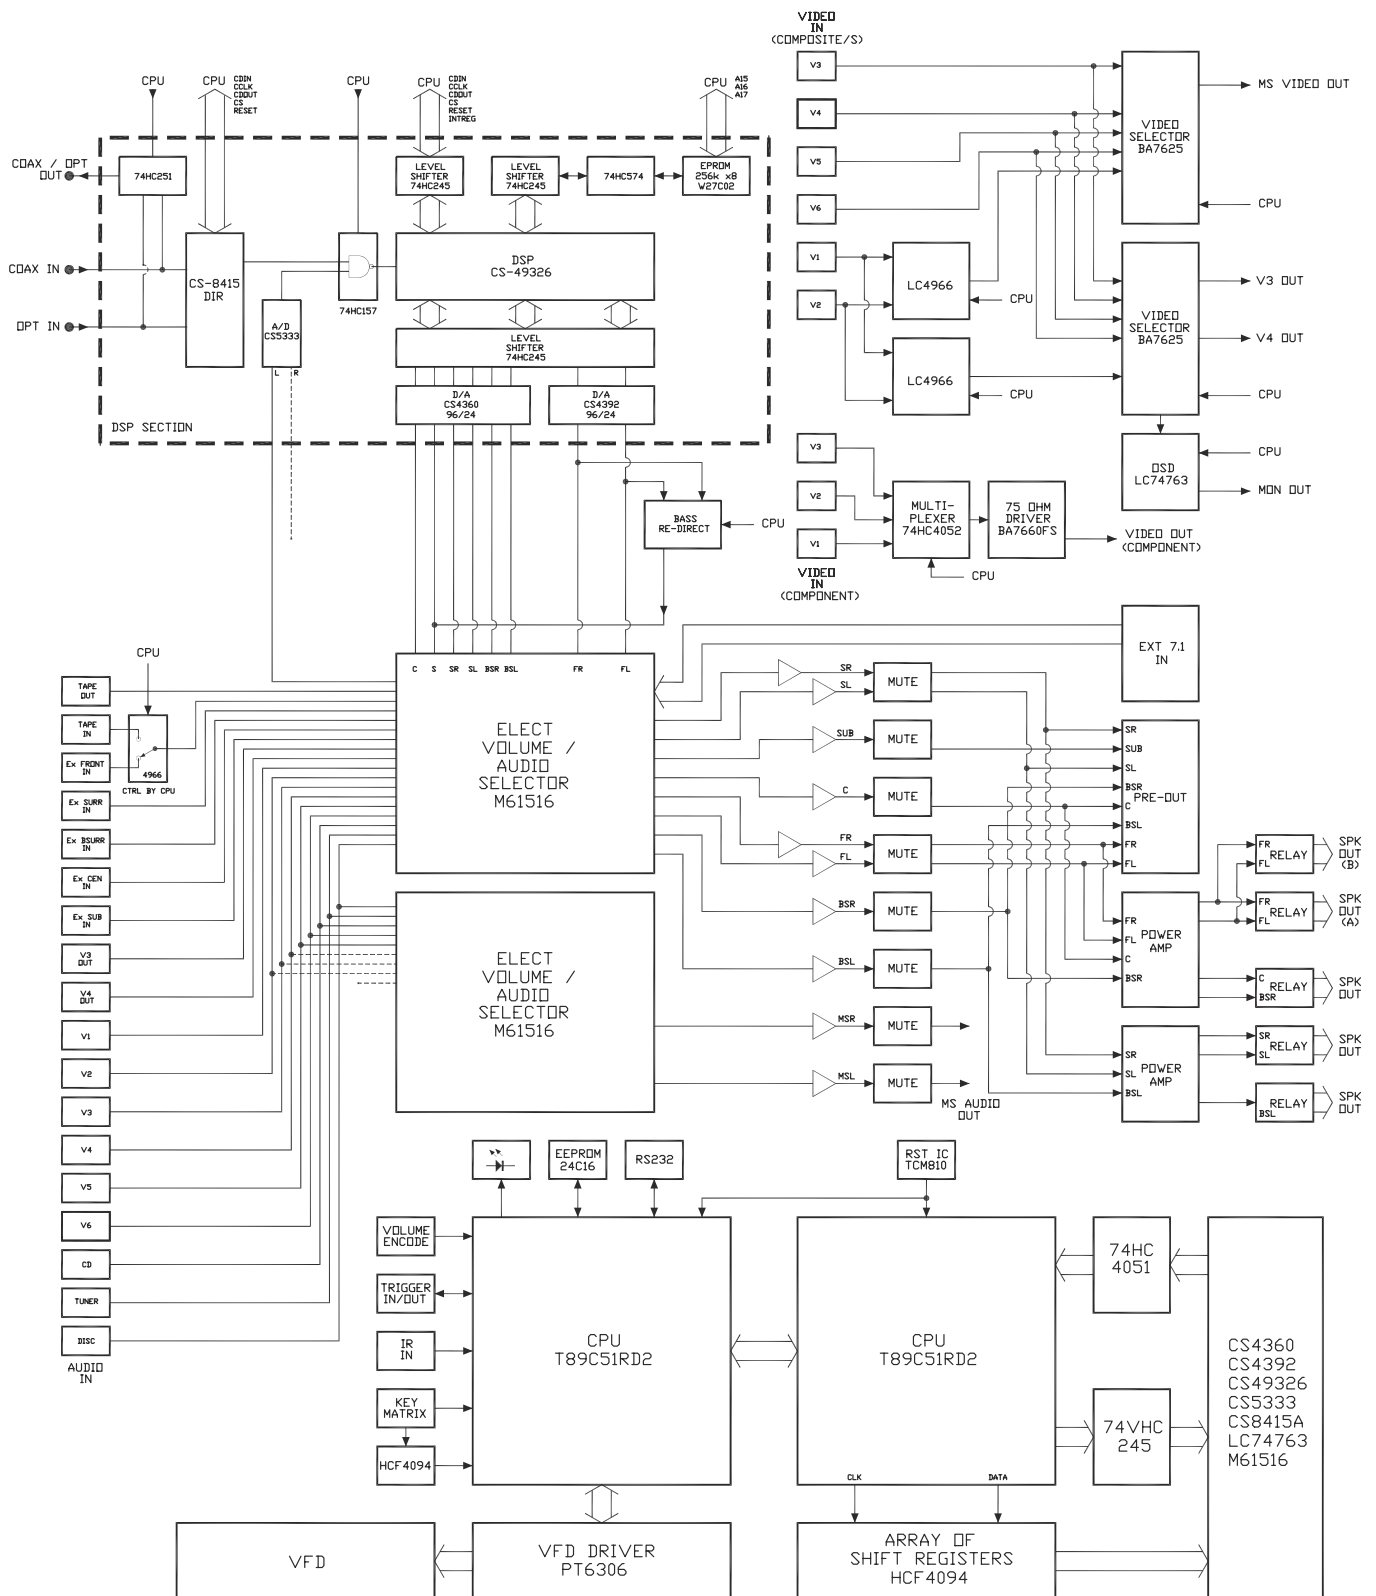 VIDEO
IN
(COMPOSITE/S)
V3
V4
V5
V6
V1
V2
VIDEO
SELECTOR
BA7625
MS VIDEO OUT
CPU
LC4966
CPU
LC4966
CPU
VIDEO
SELECTOR
BA7625
V3 OUT
V4 OUT
CPU
OSD
LC74763
CPU
MON OUT
V3
V2
V1
MULTI-
PLEXER
74HC4052
75 OHM
DRIVER
BA7660FS
VIDEO OUT
(COMPONENT)
CPU
VIDEO
IN
(COMPONENT)
CPU
CPU
CDIN
CCLK
CDOUT
CS
RESET
CPU
CPU
CDIN
CCLK
CDOUT
CS
RESET
INTREG
CPU
A15
A16
A17
COAX / OPT
OUT
74HC251
LEVEL
SHIFTER
74HC245
LEVEL
SHIFTER
74HC245
74HC574
EPROM
256k x8
W27C02
COAX IN
OPT IN
CS-8415
DIR
A/D
CS5333
L
R
74HC157
DSP
CS-49326
LEVEL
SHIFTER
74HC245
D/A
CS4360
96/24
D/A
CS4392
96/24
DSP SECTION
BASS
RE-DIRECT
CPU
EXT 7.1
IN
CPU
4966
CTRL BY CPU
TAPE
OUT
TAPE
IN
Ex FRONT
IN
Ex SURR
IN
Ex BSURR
IN
Ex CEN
IN
Ex SUB
IN
V3
OUT
V4
OUT
V1
V2
V3
V4
V5
V6
CD
TUNER
DISC
AUDIO
IN
C S SR SL BSR BSL FR FL
ELECT
VOLUME /
AUDIO
SELECTOR
M61516
ELECT
VOLUME /
AUDIO
SELECTOR
M61516
SR
SL
MUTE
SUB
MUTE
C
MUTE
FR
FL
MUTE
BSR
MUTE
BSL
MUTE
MSR
MUTE
MSL
MUTE
MS AUDIO
OUT
SR
SUB
SL
BSR
PRE-OUT
C
BSL
FR
FL
FR
FL
C
BSR
POWER
AMP
SR
SL
BSL
POWER
AMP
FR
FL
RELAY
SPK
OUT
(B)
FR
FL
RELAY
SPK
OUT
(A)
C
BSR
RELAY
SPK
OUT
SR
SL
RELAY
SPK
OUT
BSL
RELAY
SPK
OUT
EEPROM
24C16
RS232
RST IC
TCM810
VOLUME
ENCODE
TRIGGER
IN/OUT
IR
IN
KEY
MATRIX
HCF4094
CPU
T89C51RD2
CPU
T89C51RD2
CLK
DATA
74HC
4051
74VHC
245
CS4360
CS4392
CS49326
CS5333
CS8415A
LC74763
M61516
VFD
VFD DRIVER
PT6306
ARRAY OF
SHIFT REGISTERS
HCF4094